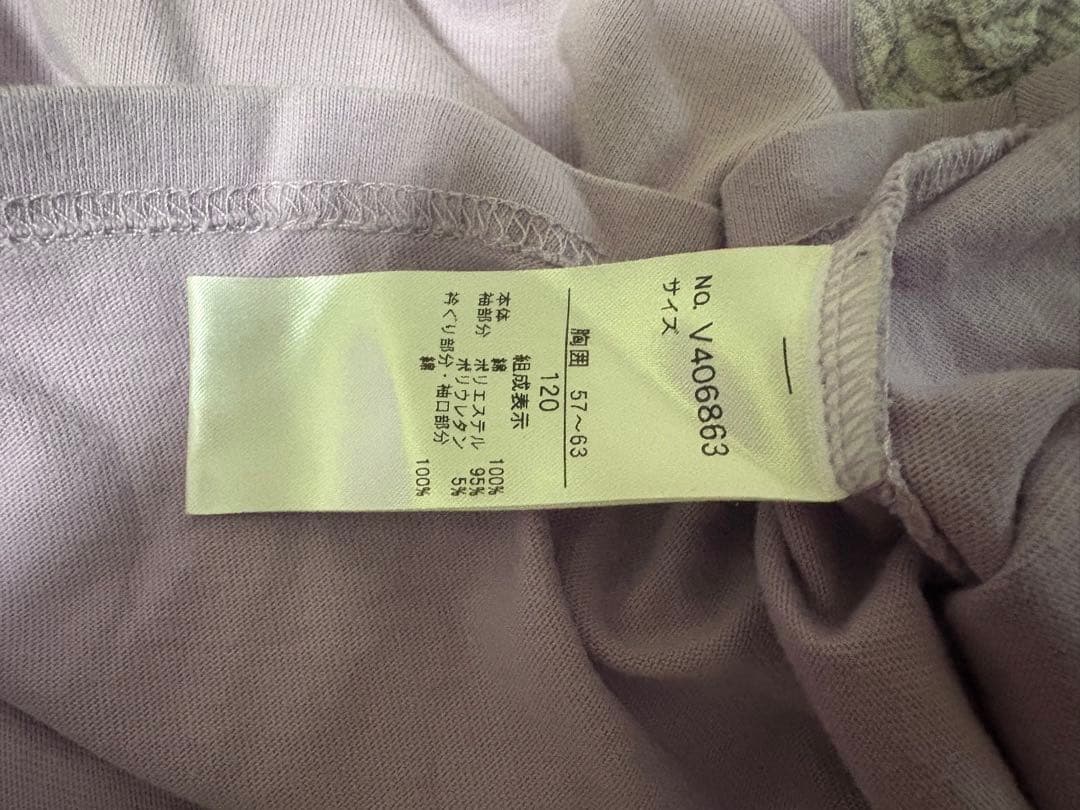 No. V406863
サイズ
胸囲 57～63
120
組成表示
本体 綿 100%
袖部分 ポリエステル 95%
ポリウレタン 5%
衿ぐり部分・袖口部分
綿 100%